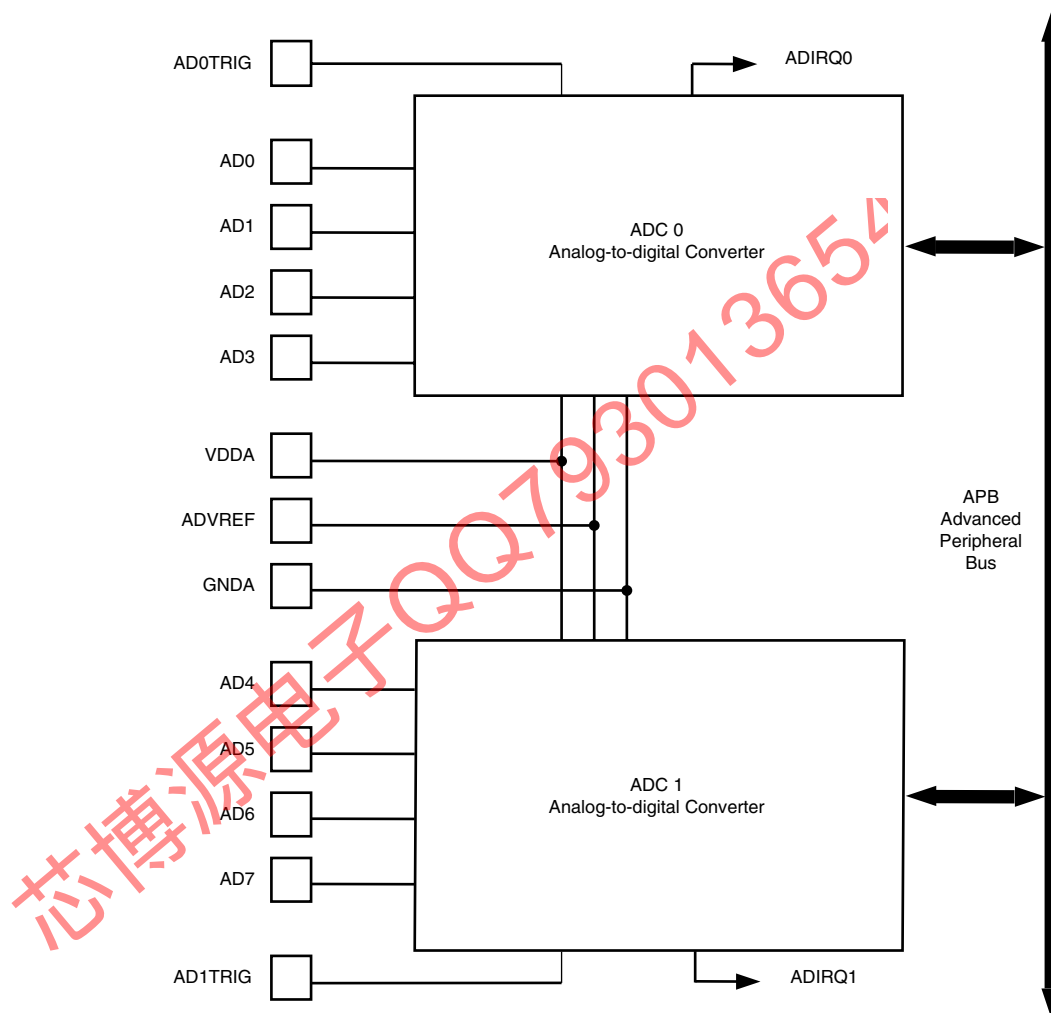 AD0TRIG
ADIRQ0
AD0
AD1
AD2
AD3
ADC 0
Analog-to-digital Converter
VDDA
ADVREF
GNDA
APB
Advanced
Peripheral
Bus
AD4
AD5
AD6
AD7
ADC 1
Analog-to-digital Converter
AD1TRIG
ADIRQ1
芯博源电子QQ793013654